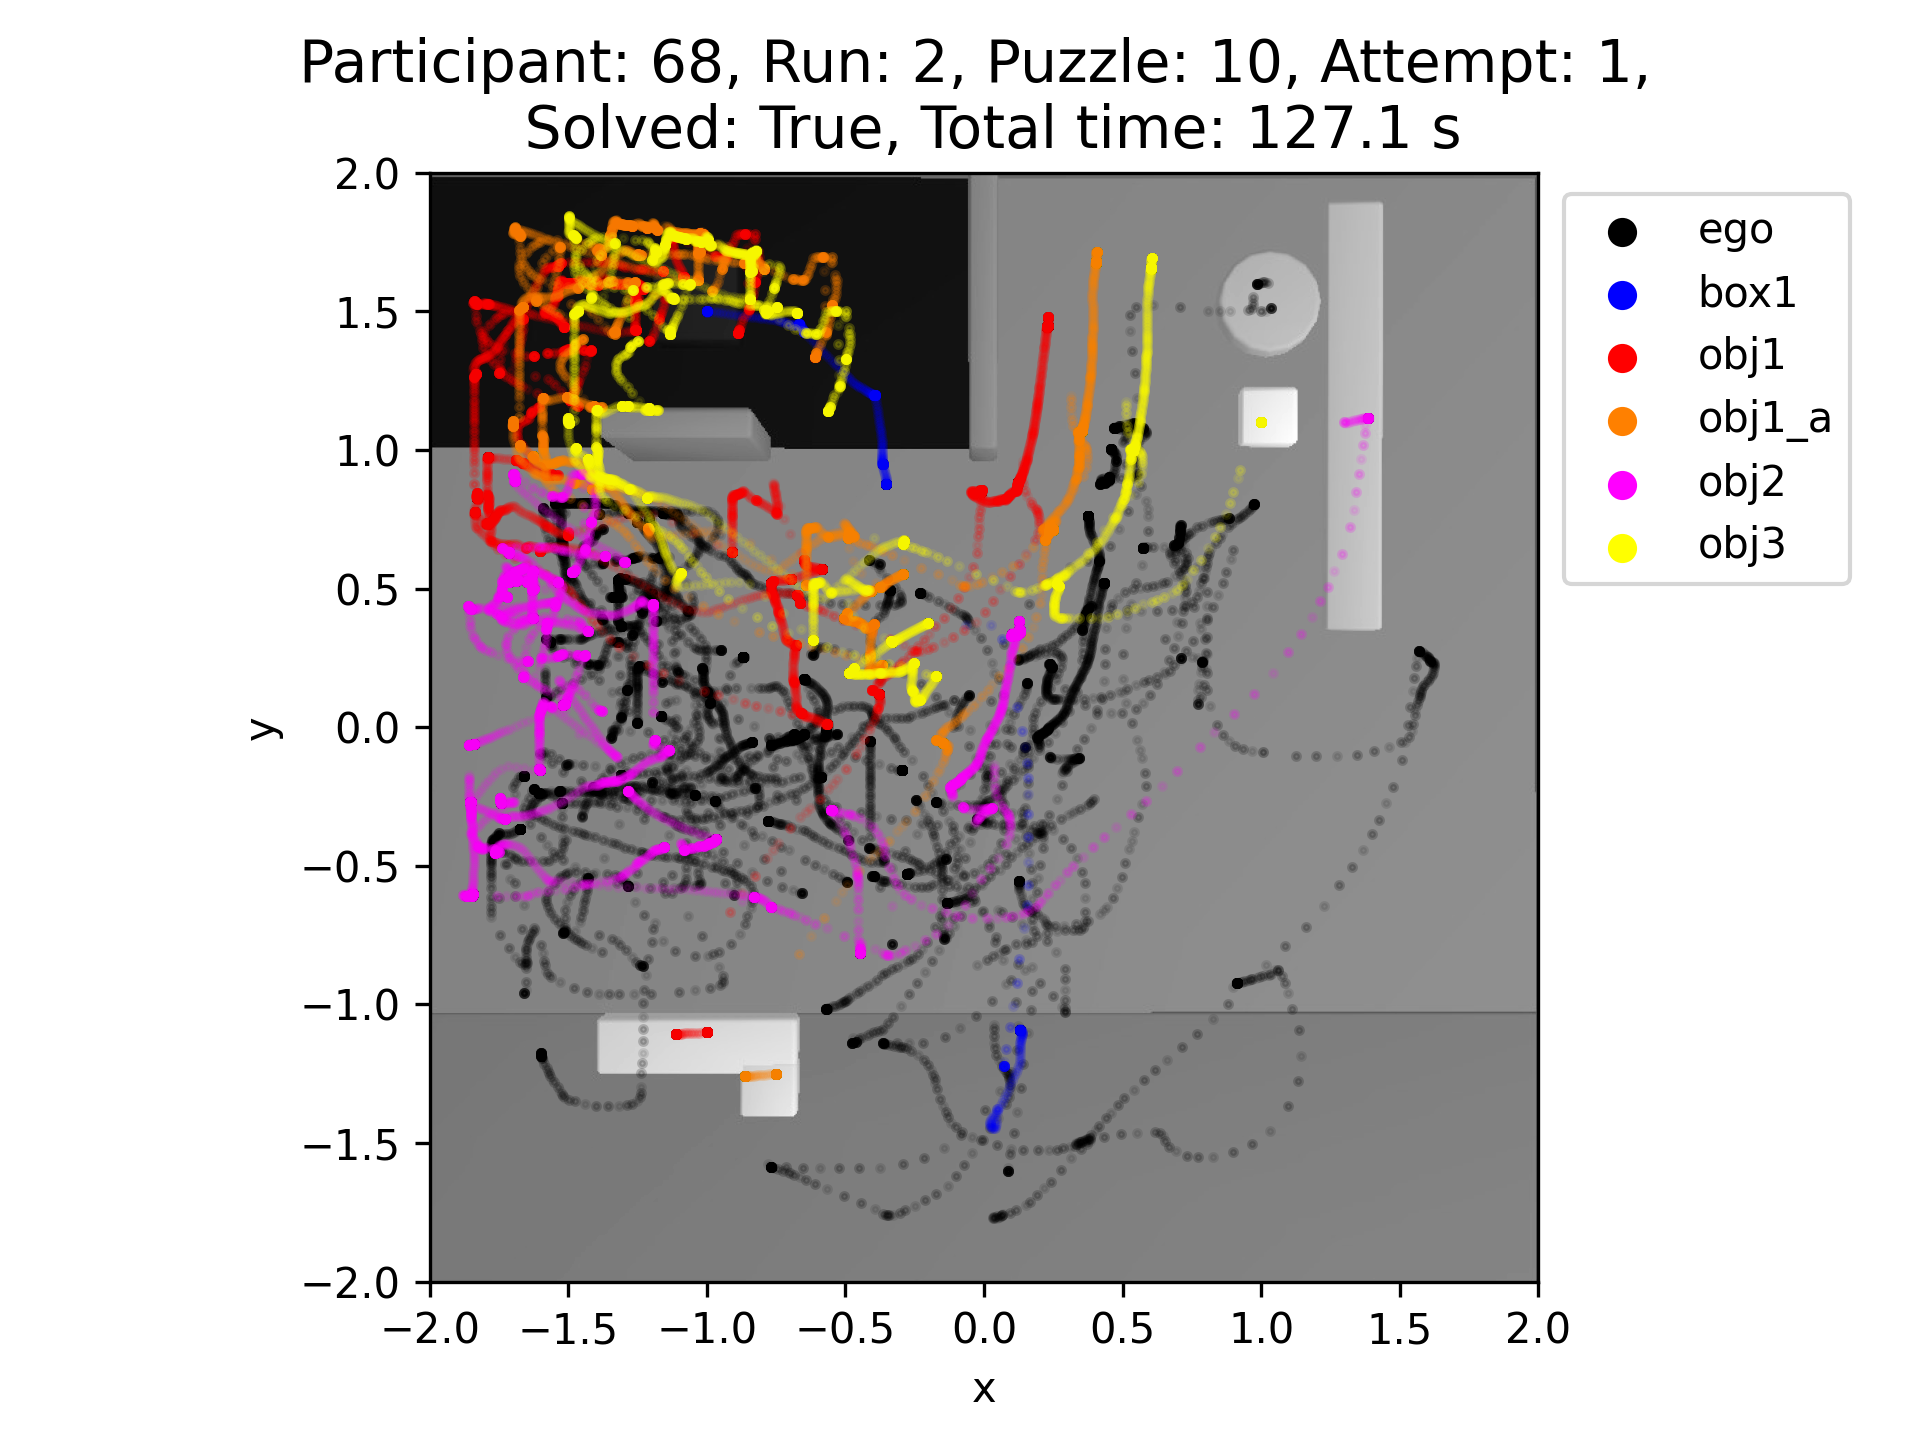 Participant: 68, Run: 2, Puzzle: 10, Attempt: 1,
Solved: True, Total time: 127.1 s
2.0
1.5
1.0
0.5
0.0
−0.5
−1.0
−1.5
−2.0
y
−2.0 −1.5 −1.0 −0.5 0.0 0.5 1.0 1.5 2.0
x
ego
box1
obj1
obj1_a
obj2
obj3